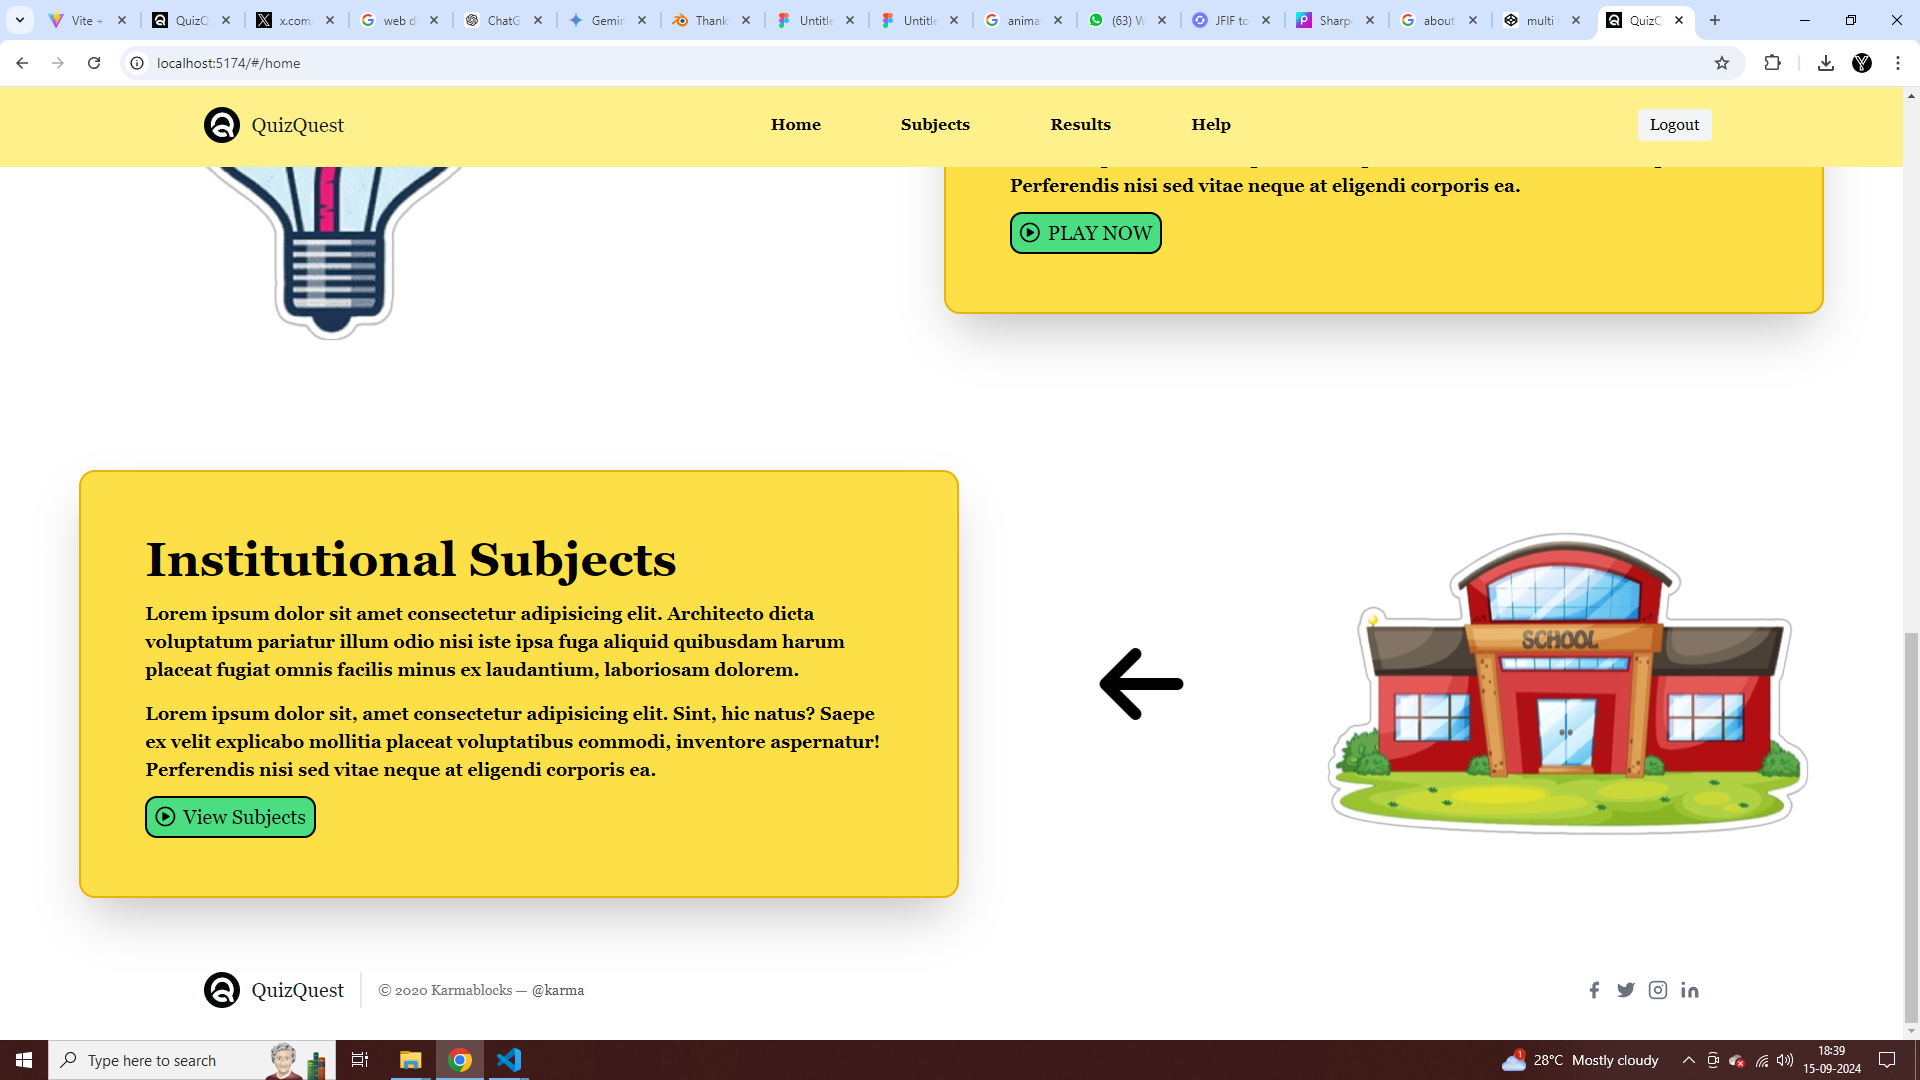 Vite +
QuizQ
x.com,
web d
ChatG
Gemin
Thank
Untitle
Untitle
anima
(63) W
JFIF to
Sharpe
about
multi i
QuizQ
localhost:5174/#/home
QuizQuest
Home
Subjects
Results
Help
Logout
Perferendis nisi sed vitae neque at eligendi corporis ea.
PLAY NOW
Institutional Subjects
Lorem ipsum dolor sit amet consectetur adipisicing elit. Architecto dicta
voluptatum pariatur illum odio nisi iste ipsa fuga aliquid quibusdam harum
placeat fugiat omnis facilis minus ex laudantium, laboriosam dolorem.
Lorem ipsum dolor sit, amet consectetur adipisicing elit. Sint, hic natus? Saepe
ex velit explicabo mollitia placeat voluptatibus commodi, inventore aspernatur!
Perferendis nisi sed vitae neque at eligendi corporis ea.
View Subjects
SCHOOL
QuizQuest
© 2020 Karmablocks — @karma
Type here to search
1
28°C Mostly cloudy
18:39
15-09-2024